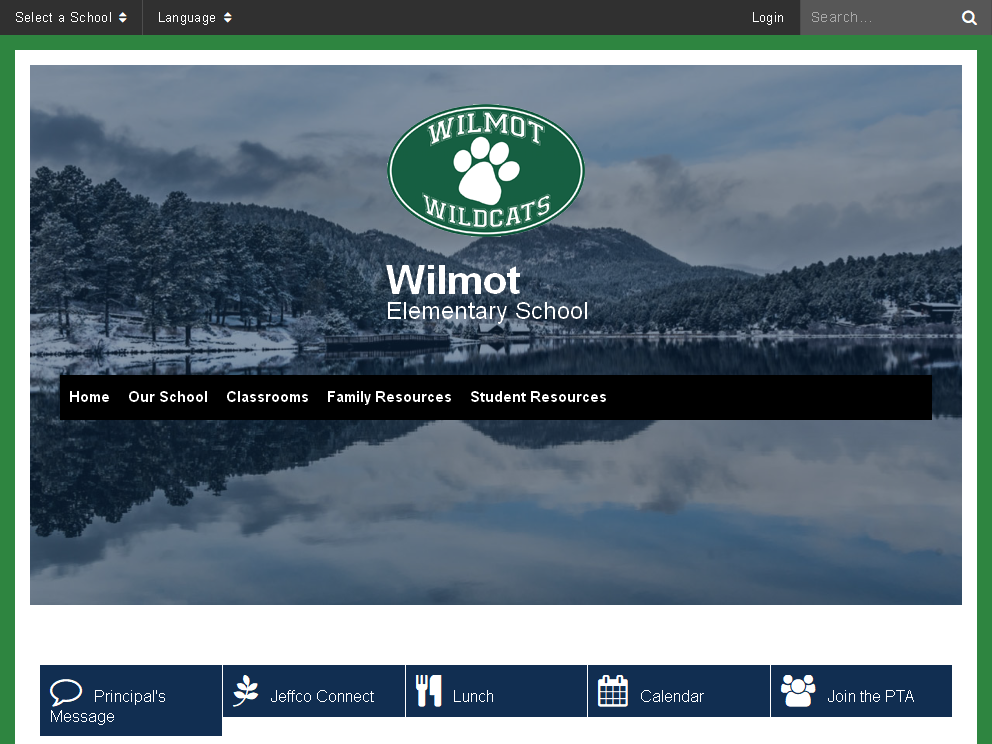 Select a School
Language
Login
Search...
WILMOT
WILDCATS
Wilmot
Elementary School
Home
Our School
Classrooms
Family Resources
Student Resources
Principal's
Message
Jeffco Connect
Lunch
Calendar
Join the PTA